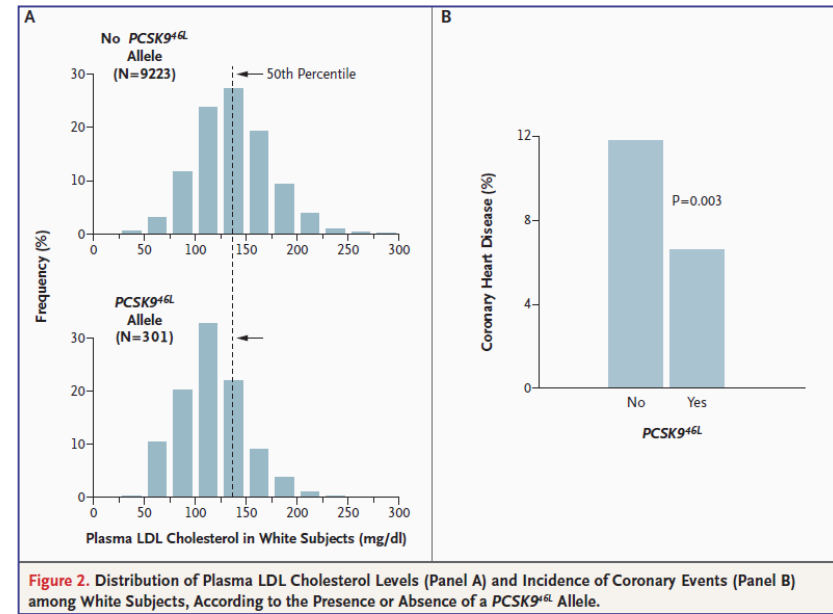 A
No PCSK9⁴⁶ᴸ
Allele
(N=9223)
50th Percentile
30
20
10
0
0 50 100 150 200 250 300
Frequency (%)
PCSK9⁴⁶ᴸ
Allele
(N=301)
30
20
10
0
0 50 100 150 200 250 300
Plasma LDL Cholesterol in White Subjects (mg/dl)
B
12
8
4
0
Coronary Heart Disease (%)
P=0.003
No Yes
PCSK9⁴⁶ᴸ
Figure 2. Distribution of Plasma LDL Cholesterol Levels (Panel A) and Incidence of Coronary Events (Panel B)
among White Subjects, According to the Presence or Absence of a PCSK9⁴⁶ᴸ Allele.